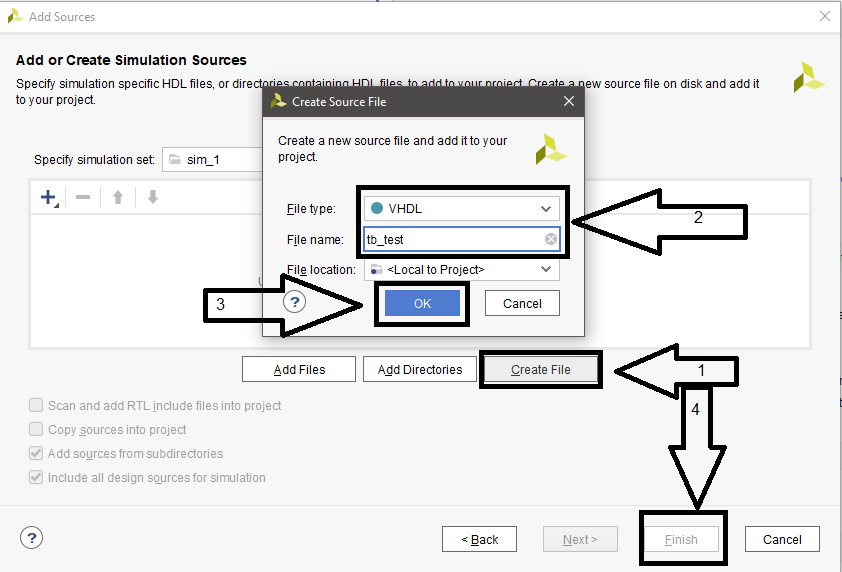 Add Sources
Add or Create Simulation Sources
Specify simulation specific HDL files, or directories containing HDL files, to add to your project. Create a new source file on disk and add it
to your project.
Create Source File
Create a new source file and add it to your
project.
Specify simulation set: sim_1
File type: VHDL
2
File name: tb_test
File location: <Local to Project>
3
?
OK
Cancel
Add Files
Add Directories
Create File
1
Scan and add RTL include files into project
4
Copy sources into project
Add sources from subdirectories
Include all design sources for simulation
?
< Back
Next >
Finish
Cancel